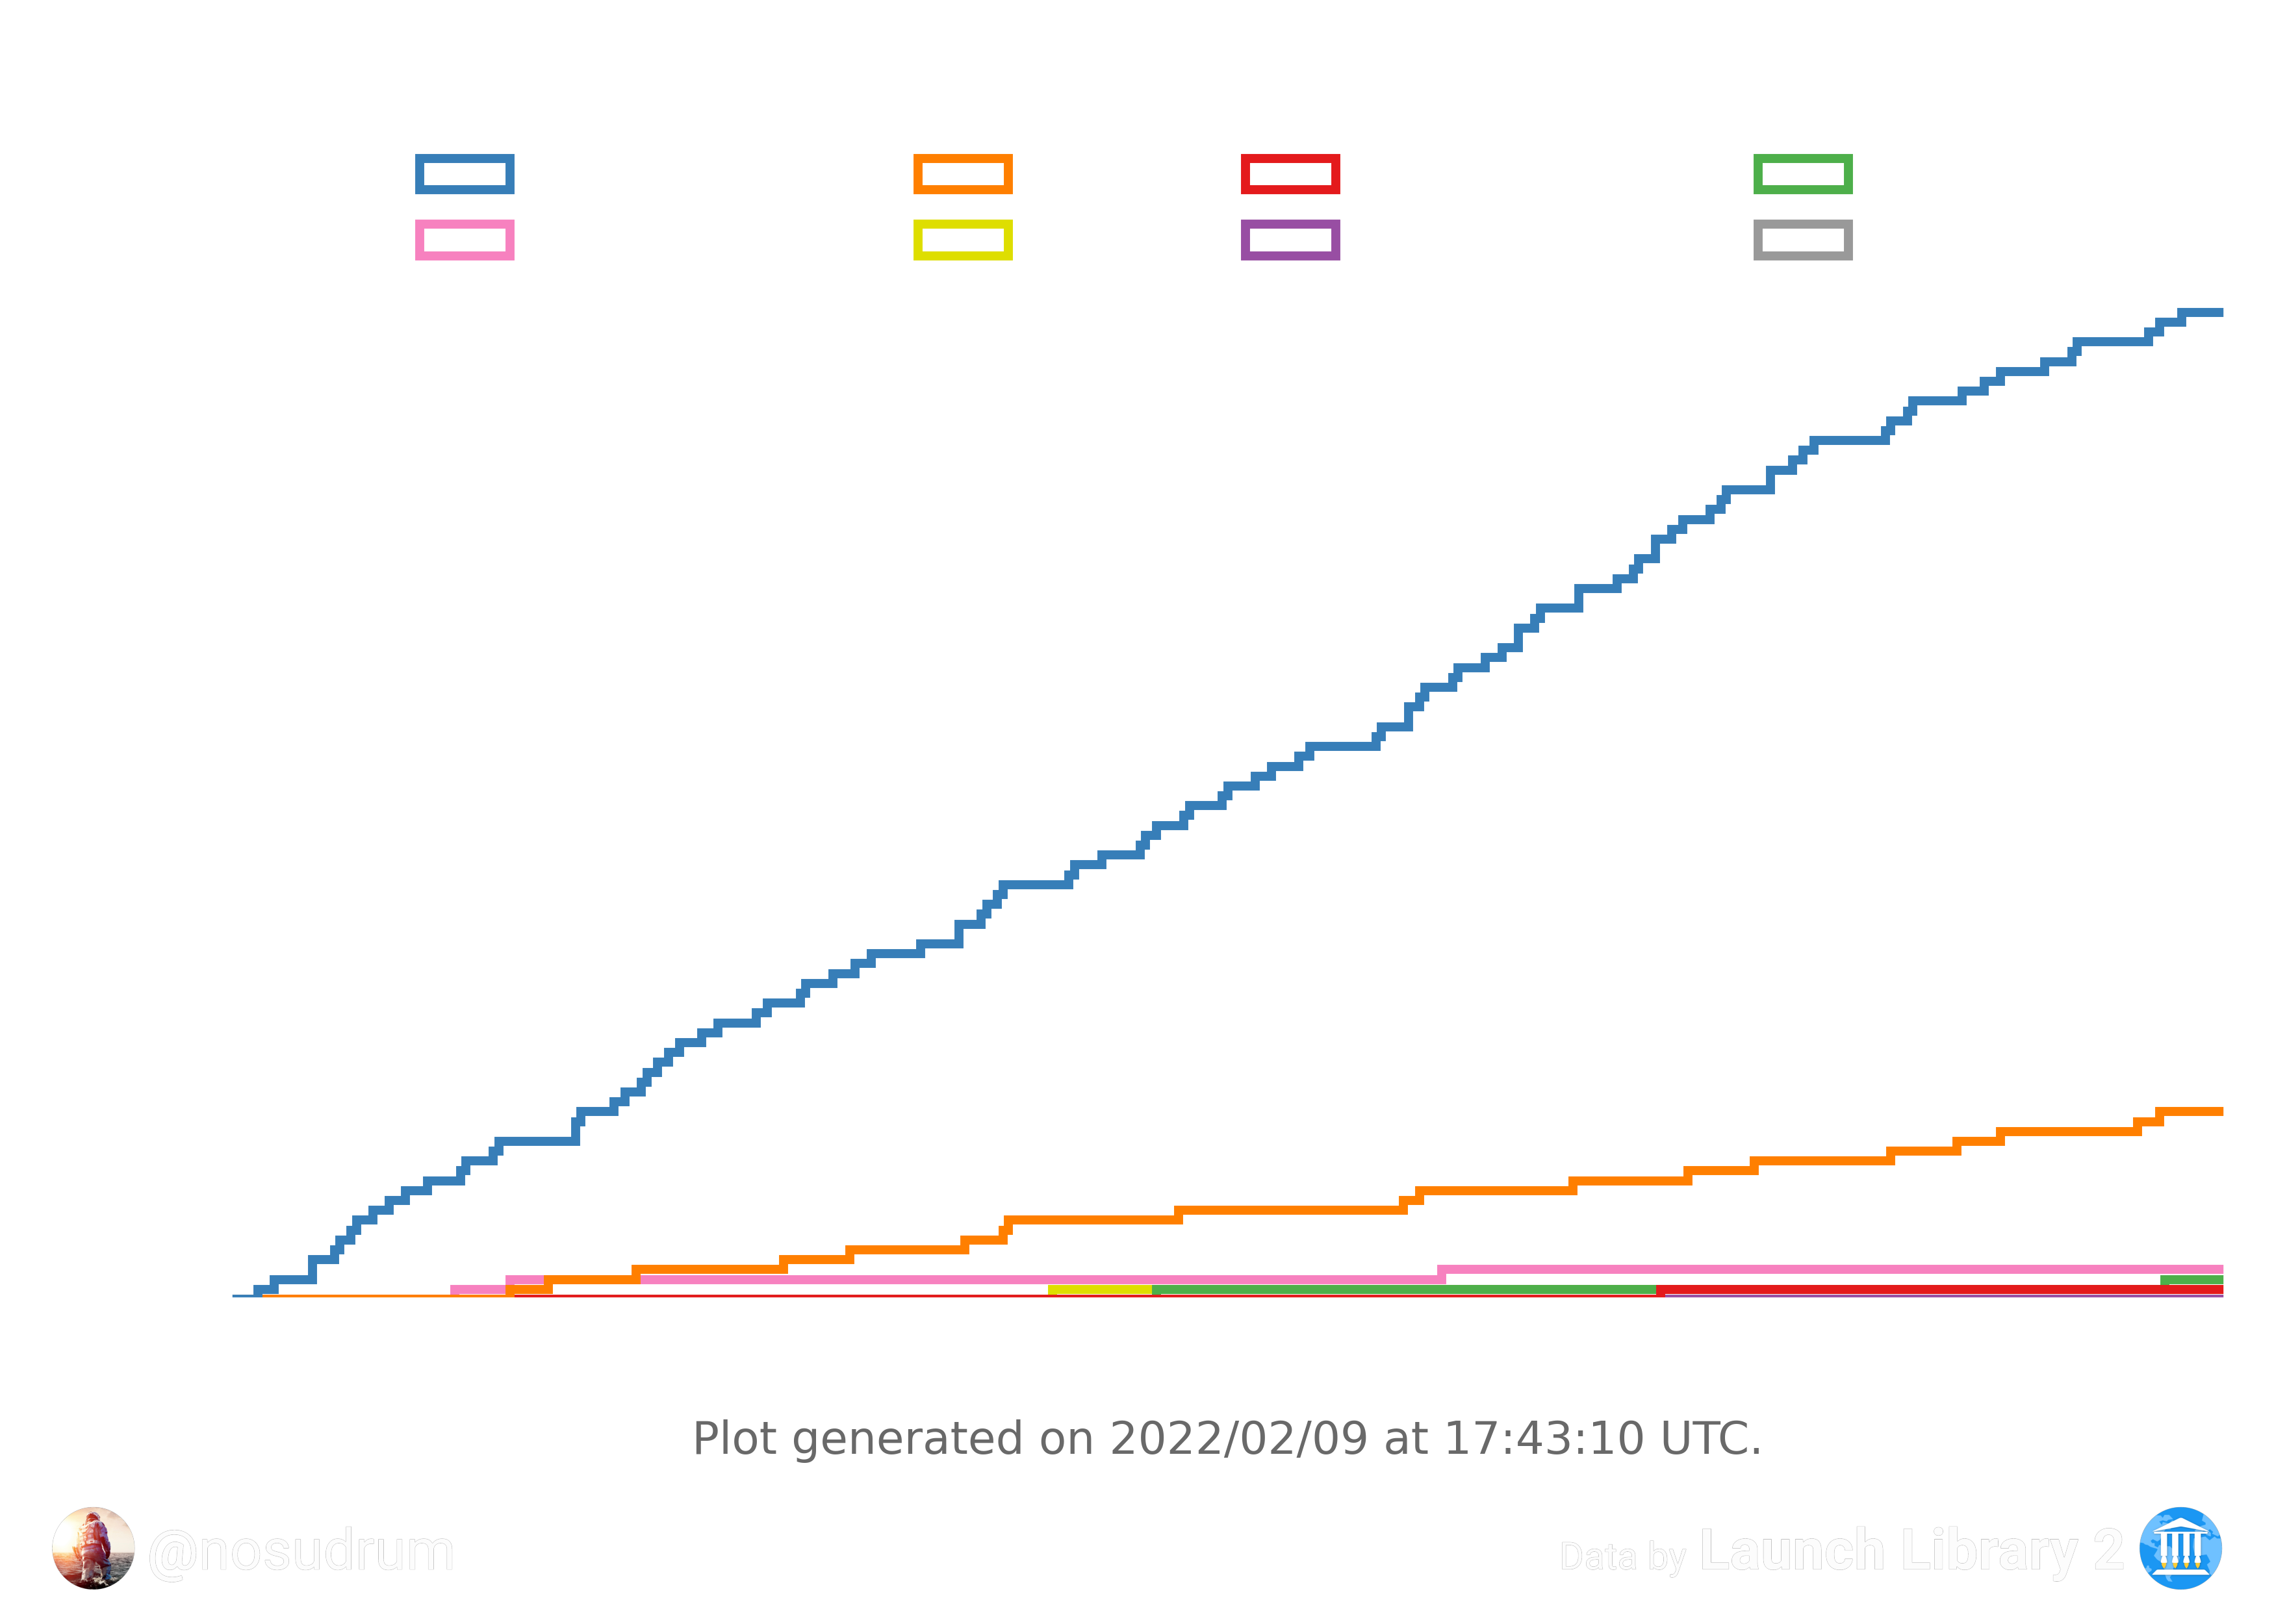 Plot generated on 2022/02/09 at 17:43:10 UTC.
@nosudrum
Data by Launch Library 2